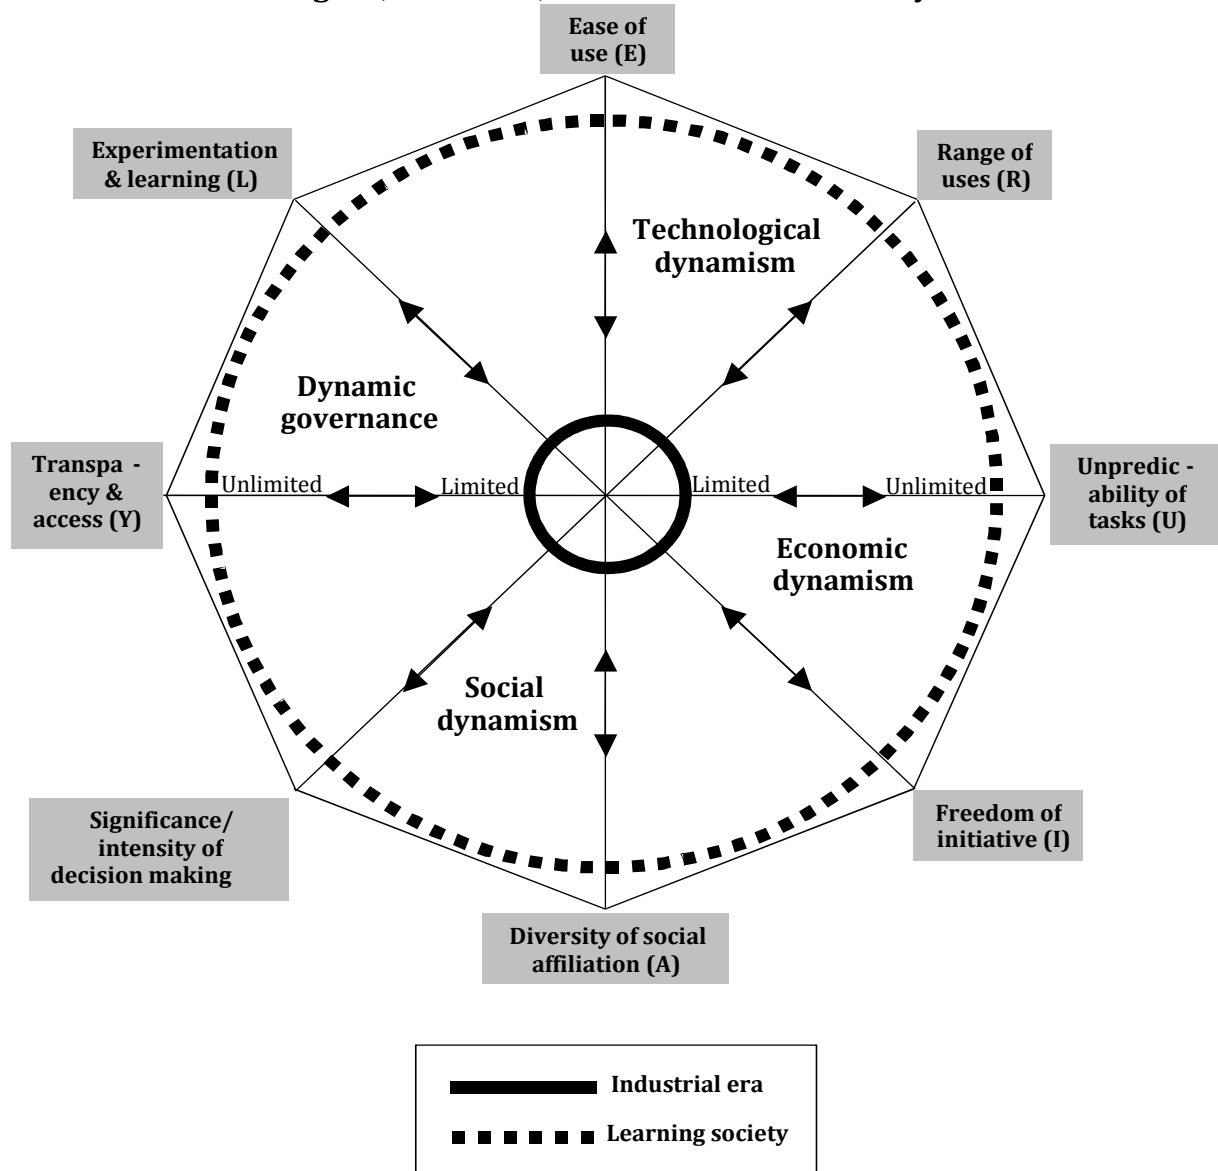 Ease of
use (E)
Experimentation
& learning (L)
Range of
uses (R)
Technological
dynamism
Dynamic
governance
Transpa -
ency &
access (Y)
Unlimited
Limited
Limited
Unlimited
Unpredic -
ability of
tasks (U)
Economic
dynamism
Social
dynamism
Significance/
intensity of
decision making
Freedom of
initiative (I)
Diversity of social
affiliation (A)
Industrial era
Learning society